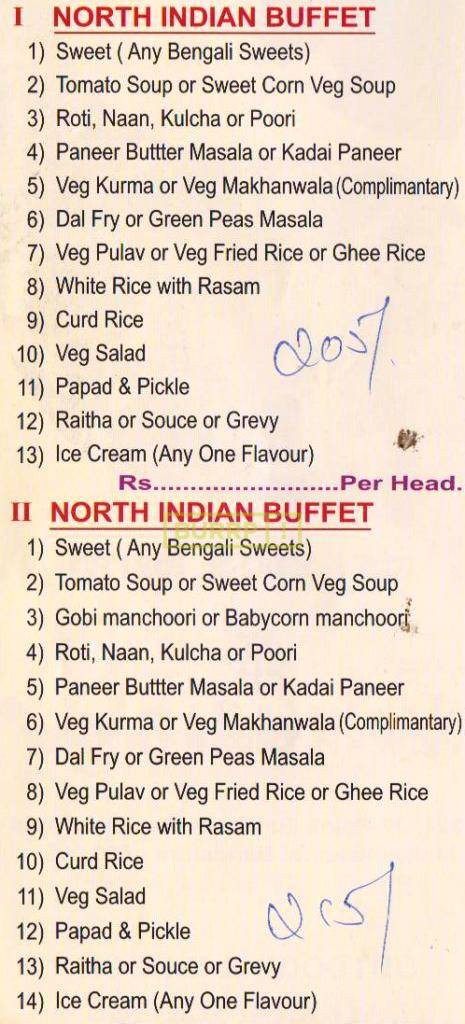 I NORTH INDIAN BUFFET
1) Sweet ( Any Bengali Sweets)
2) Tomato Soup or Sweet Corn Veg Soup
3) Roti, Naan, Kulcha or Poori
4) Paneer Buttter Masala or Kadai Paneer
5) Veg Kurma or Veg Makhanwala (Complimantary)
6) Dal Fry or Green Peas Masala
7) Veg Pulav or Veg Fried Rice or Ghee Rice
8) White Rice with Rasam
9) Curd Rice
10) Veg Salad
205/.
11) Papad & Pickle
12) Raitha or Souce or Grevy
13) Ice Cream (Any One Flavour)
Rs.........................Per Head.
II NORTH INDIAN BUFFET
BURRP!
1) Sweet ( Any Bengali Sweets)
2) Tomato Soup or Sweet Corn Veg Soup
3) Gobi manchoori or Babycorn manchoori
4) Roti, Naan, Kulcha or Poori
5) Paneer Buttter Masala or Kadai Paneer
6) Veg Kurma or Veg Makhanwala (Complimantary)
7) Dal Fry or Green Peas Masala
8) Veg Pulav or Veg Fried Rice or Ghee Rice
9) White Rice with Rasam
10) Curd Rice
11) Veg Salad
215/
12) Papad & Pickle
13) Raitha or Souce or Grevy
14) Ice Cream (Any One Flavour)